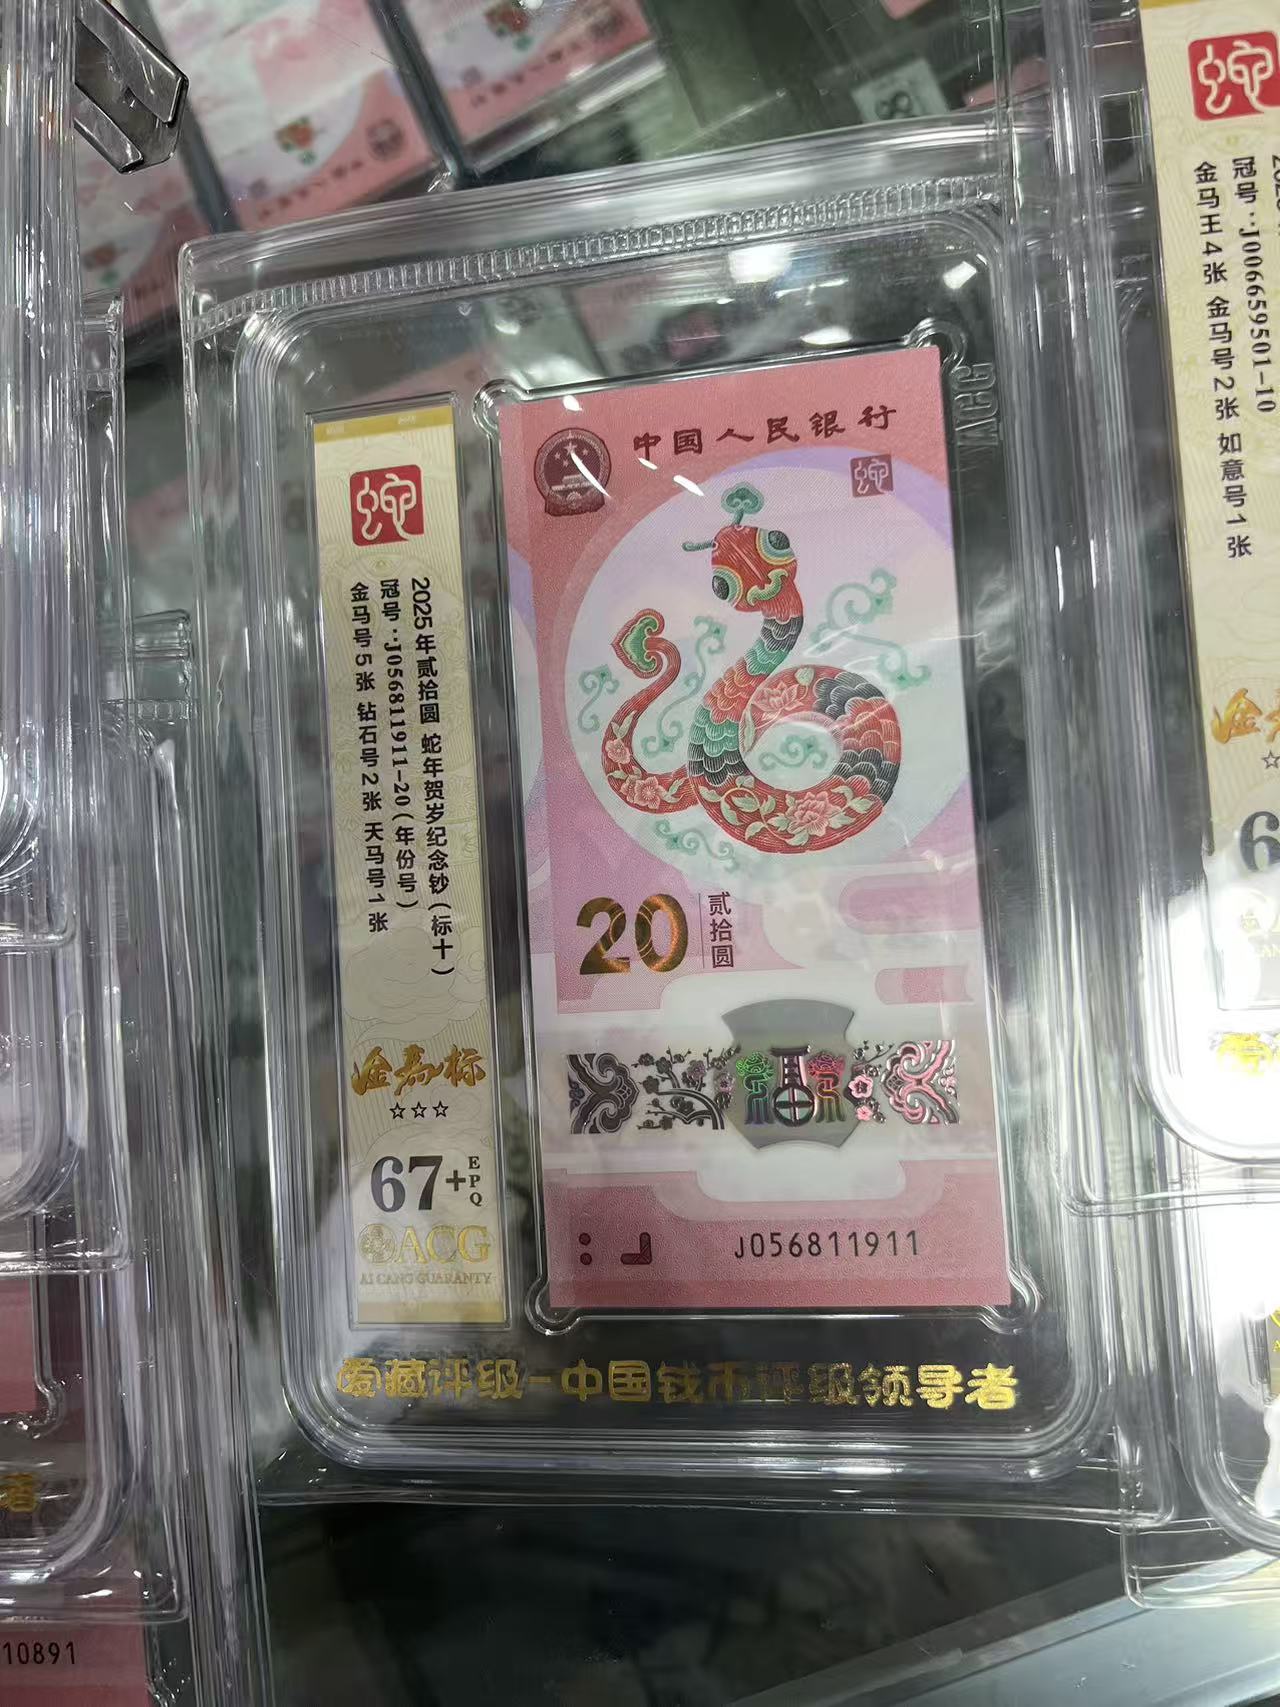 蛇
2025年贰拾圆 蛇年贺岁纪念钞(标十)
冠号:J056811911-20(年份号)
金马号5张 钻石号2张 天马号1张
金马标
☆☆☆
67+EPQ
ACG
AI CANG GUARANTY
中国人民银行
蛇
20
贰拾圆
J056811911
爱藏评级-中国钱币评级领导者
ACG
蛇
冠号:J006659501-10
金马王4张 金马号2张 如意号1张
10891